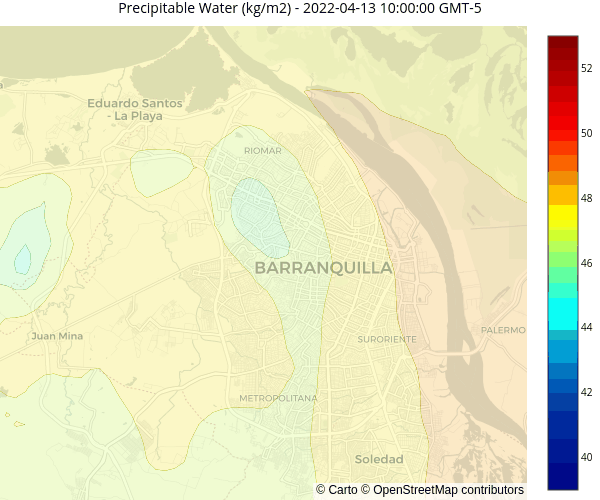 Precipitable Water (kg/m2) - 2022-04-13 10:00:00 GMT-5
Eduardo Santos
- La Playa
RIOMAR
BARRANQUILLA
Juan Mina
SURORIENTE
PALERMO
METROPOLITANA
Soledad
© Carto © OpenStreetMap contributors
52
50
48
46
44
42
40